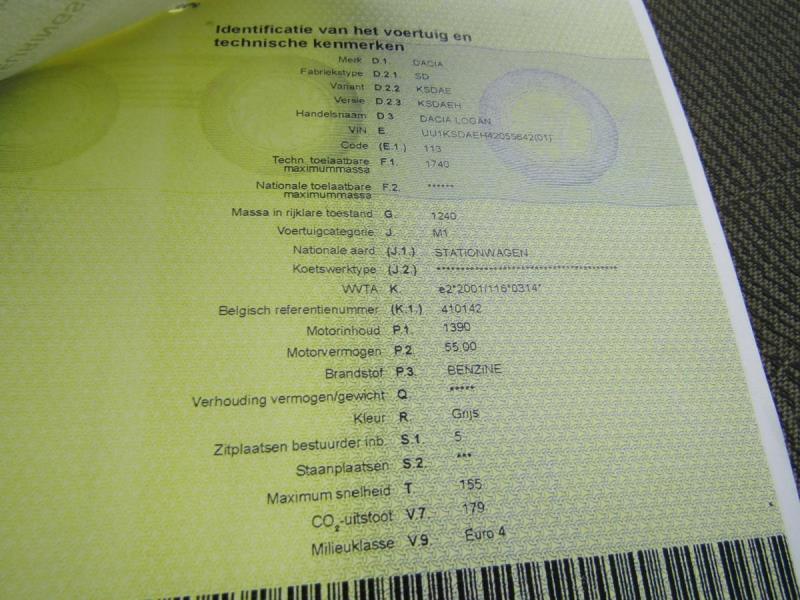 Identificatie van het voertuig en
technische kenmerken
Merk D.1. DACIA
Fabriekstype D.2.1. SD
Variant D.2.2 KSDAE
Versie D.2.3 KSDAEH
Handelsnaam D.3 DACIA LOGAN
VIN E. UU1KSDAEH42055642(01)
Code (E.1.) 113
Techn. toelaatbare F.1. 1740
maximummassa
Nationale toelaatbare F.2. ******
maximummassa
Massa in rijklare toestand G. 1240
Voertuigcategorie J. M1
Nationale aard (J.1.) STATIONWAGEN
Koetswerktype (J.2.)
WVTA K. e2*2001/116*0314*
Belgisch referentienummer (K.1.) 410142
Motorinhoud P.1. 1390
Motorvermogen P.2. 55.00
Brandstof P.3. BENZINE
Verhouding vermogen/gewicht Q. *****
Kleur R. Grijs
Zitplaatsen bestuurder inb. S.1. 5
Staanplaatsen S.2. ***
Maximum snelheid T. 155
CO2-uitstoot V.7. 179
Milieuklasse V.9. Euro 4